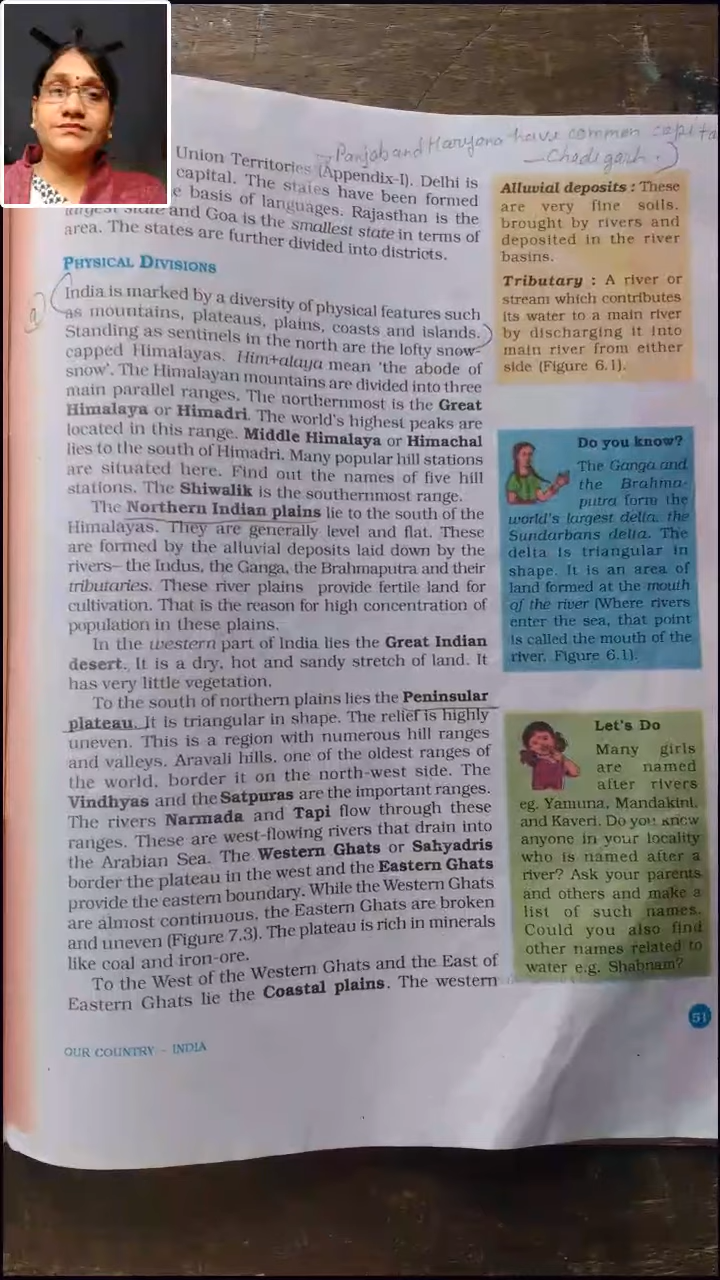 Panjab and Haryana have common capita
Chadigarh.
Union Territories (Appendix-I). Delhi is
capital. The states have been formed
e basis of languages. Rajasthan is the
largest state and Goa is the smallest state in terms of
area. The states are further divided into districts.
PHYSICAL DIVISIONS
a)
India is marked by a diversity of physical features such
as mountains, plateaus, plains, coasts and islands.
Standing as sentinels in the north are the lofty snow-
capped Himalayas. Him+alaya mean 'the abode of
snow'. The Himalayan mountains are divided into three
main parallel ranges. The northernmost is the Great
Himalaya or Himadri. The world's highest peaks are
located in this range. Middle Himalaya or Himachal
lies to the south of Himadri. Many popular hill stations
are situated here. Find out the names of five hill
stations. The Shiwalik is the southernmost range.
The Northern Indian plains lie to the south of the
Himalayas. They are generally level and flat. These
are formed by the alluvial deposits laid down by the
rivers– the Indus, the Ganga, the Brahmaputra and their
tributaries. These river plains provide fertile land for
cultivation. That is the reason for high concentration of
population in these plains.
In the western part of India lies the Great Indian
desert. It is a dry, hot and sandy stretch of land. It
has very little vegetation.
To the south of northern plains lies the Peninsular
plateau. It is triangular in shape. The relief is highly
uneven. This is a region with numerous hill ranges
and valleys. Aravali hills, one of the oldest ranges of
the world, border it on the north-west side. The
Vindhyas and the Satpuras are the important ranges.
The rivers Narmada and Tapi flow through these
ranges. These are west-flowing rivers that drain into
the Arabian Sea. The Western Ghats or Sahyadris
border the plateau in the west and the Eastern Ghats
provide the eastern boundary. While the Western Ghats
are almost continuous, the Eastern Ghats are broken
and uneven (Figure 7.3). The plateau is rich in minerals
like coal and iron-ore.
To the West of the Western Ghats and the East of
Eastern Ghats lie the Coastal plains. The western
Alluvial deposits : These
are very fine soils,
brought by rivers and
deposited in the river
basins.
Tributary : A river or
stream which contributes
its water to a main river
by discharging it into
main river from either
side (Figure 6.1).
Do you know?
The Ganga and
the Brahma-
putra form the
world's largest delta, the
Sundarbans delta. The
delta is triangular in
shape. It is an area of
land formed at the mouth
of the river (Where rivers
enter the sea, that point
is called the mouth of the
river, Figure 6.1).
Let's Do
Many girls
are named
after rivers
eg. Yamuna, Mandakini,
and Kaveri. Do you know
anyone in your locality
who is named after a
river? Ask your parents
and others and make a
list of such names.
Could you also find
other names related to
water e.g. Shabnam?
51
OUR COUNTRY – INDIA